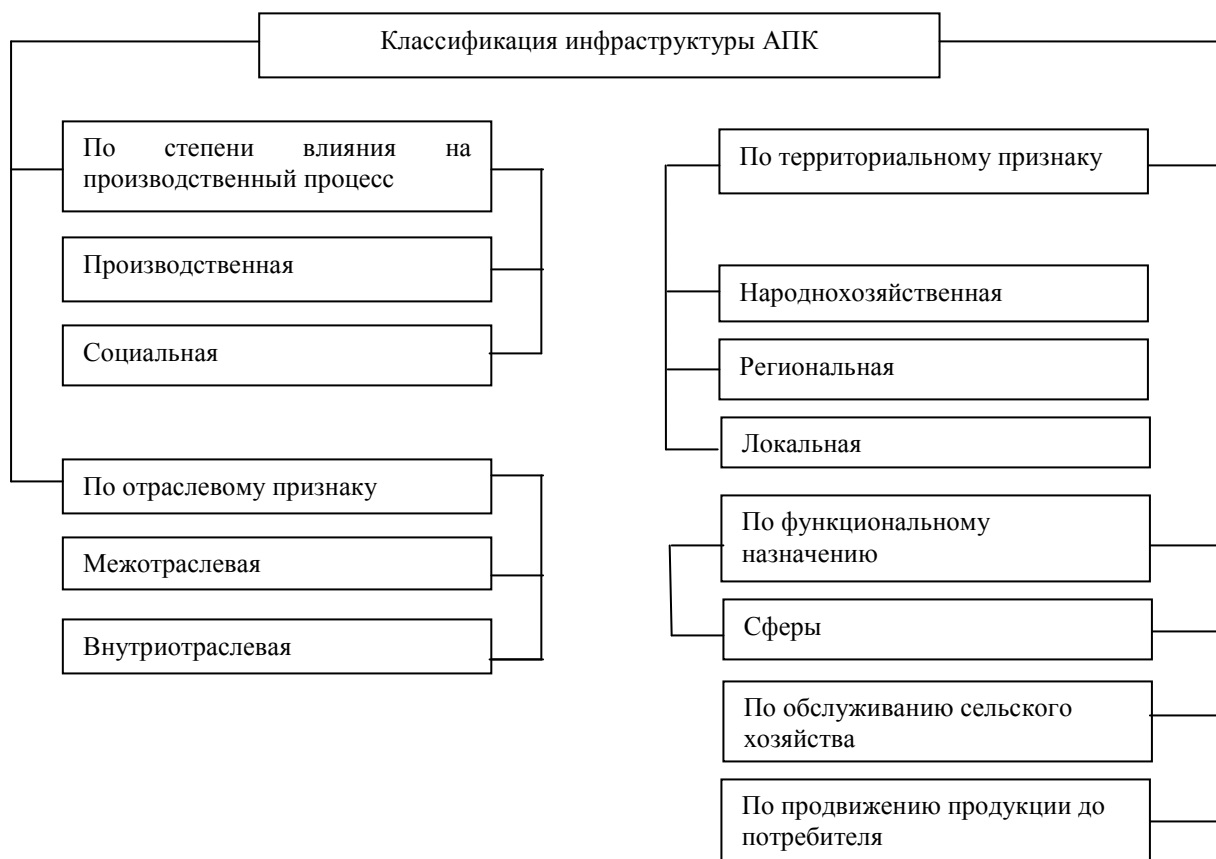 Классификация инфраструктуры АПК
По степени влияния на
производственный процесс
Производственная
Социальная
По отраслевому признаку
Межотраслевая
Внутриотраслевая
По территориальному признаку
Народнохозяйственная
Региональная
Локальная
По функциональному
назначению
Сферы
По обслуживанию сельского
хозяйства
По продвижению продукции до
потребителя